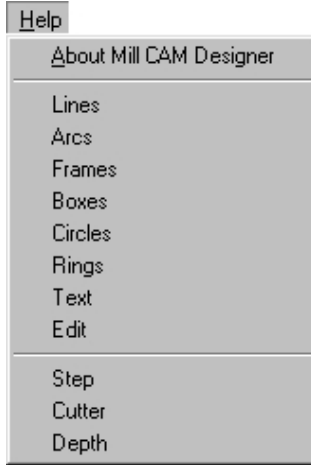 Help
About Mill CAM Designer
Lines
Arcs
Frames
Boxes
Circles
Rings
Text
Edit
Step
Cutter
Depth